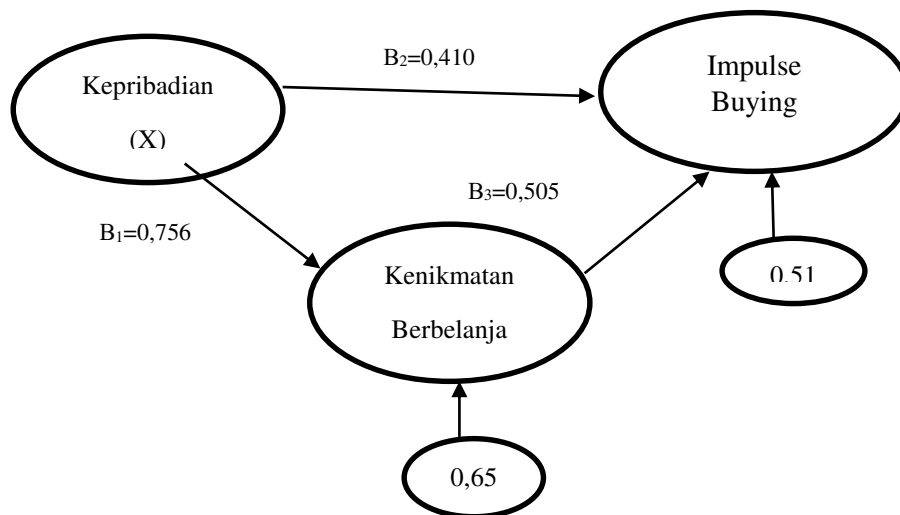 B₂=0,410
Impulse
Buying
Kepribadian
(X)
B₃=0,505
B₁=0,756
Kenikmatan
Berbelanja
0.51
0,65